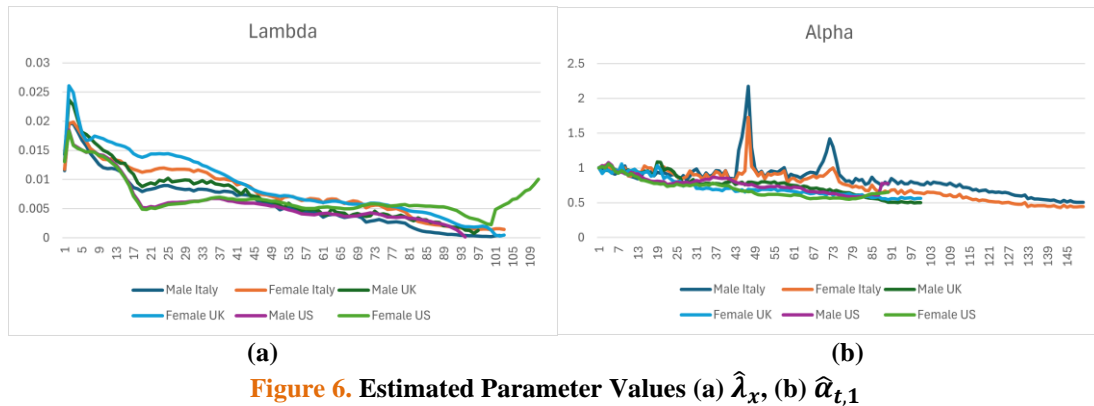 Lambda
0.03
0.025
0.02
0.015
0.01
0.005
0
1 5 9 13 17 21 25 29 33 37 41 45 49 53 57 61 65 69 73 77 81 85 89 93 97 101 105 109
Male Italy Female Italy Male UK
Female UK Male US Female US
(a)
Alpha
2.5
2
1.5
1
0.5
0
1 7 13 19 25 31 37 43 49 55 61 67 73 79 85 91 97 103 109 115 121 127 133 139 145
Male Italy Female Italy Male UK
Female UK Male US Female US
(b)
Figure 6. Estimated Parameter Values (a) λ̂ₓ, (b) α̂ₜ,₁